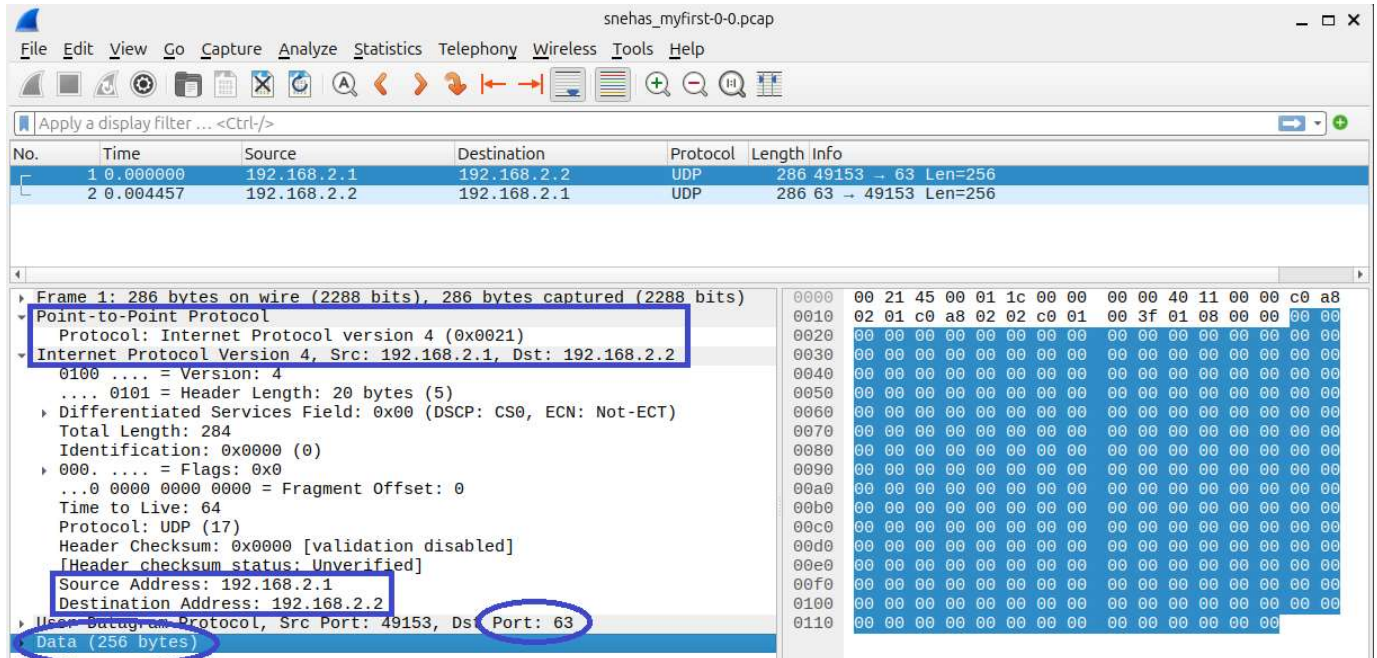 snehas_myfirst-0-0.pcap
File Edit View Go Capture Analyze Statistics Telephony Wireless Tools Help
Apply a display filter … <Ctrl-/>
No. Time Source Destination Protocol Length Info
1 0.000000 192.168.2.1 192.168.2.2 UDP 286 49153 → 63 Len=256
2 0.004457 192.168.2.2 192.168.2.1 UDP 286 63 → 49153 Len=256
Frame 1: 286 bytes on wire (2288 bits), 286 bytes captured (2288 bits)
Point-to-Point Protocol
Protocol: Internet Protocol version 4 (0x0021)
Internet Protocol Version 4, Src: 192.168.2.1, Dst: 192.168.2.2
0100 .... = Version: 4
.... 0101 = Header Length: 20 bytes (5)
Differentiated Services Field: 0x00 (DSCP: CS0, ECN: Not-ECT)
Total Length: 284
Identification: 0x0000 (0)
000. .... = Flags: 0x0
...0 0000 0000 0000 = Fragment Offset: 0
Time to Live: 64
Protocol: UDP (17)
Header Checksum: 0x0000 [validation disabled]
[Header checksum status: Unverified]
Source Address: 192.168.2.1
Destination Address: 192.168.2.2
User Datagram Protocol, Src Port: 49153, Dst Port: 63
Data (256 bytes)
0000 00 21 45 00 01 1c 00 00 00 00 40 11 00 00 c0 a8
0010 02 01 c0 a8 02 02 c0 01 00 3f 01 08 00 00 00 00
0020 00 00 00 00 00 00 00 00 00 00 00 00 00 00 00 00
0030 00 00 00 00 00 00 00 00 00 00 00 00 00 00 00 00
0040 00 00 00 00 00 00 00 00 00 00 00 00 00 00 00 00
0050 00 00 00 00 00 00 00 00 00 00 00 00 00 00 00 00
0060 00 00 00 00 00 00 00 00 00 00 00 00 00 00 00 00
0070 00 00 00 00 00 00 00 00 00 00 00 00 00 00 00 00
0080 00 00 00 00 00 00 00 00 00 00 00 00 00 00 00 00
0090 00 00 00 00 00 00 00 00 00 00 00 00 00 00 00 00
00a0 00 00 00 00 00 00 00 00 00 00 00 00 00 00 00 00
00b0 00 00 00 00 00 00 00 00 00 00 00 00 00 00 00 00
00c0 00 00 00 00 00 00 00 00 00 00 00 00 00 00 00 00
00d0 00 00 00 00 00 00 00 00 00 00 00 00 00 00 00 00
00e0 00 00 00 00 00 00 00 00 00 00 00 00 00 00 00 00
00f0 00 00 00 00 00 00 00 00 00 00 00 00 00 00 00 00
0100 00 00 00 00 00 00 00 00 00 00 00 00 00 00 00 00
0110 00 00 00 00 00 00 00 00 00 00 00 00 00 00